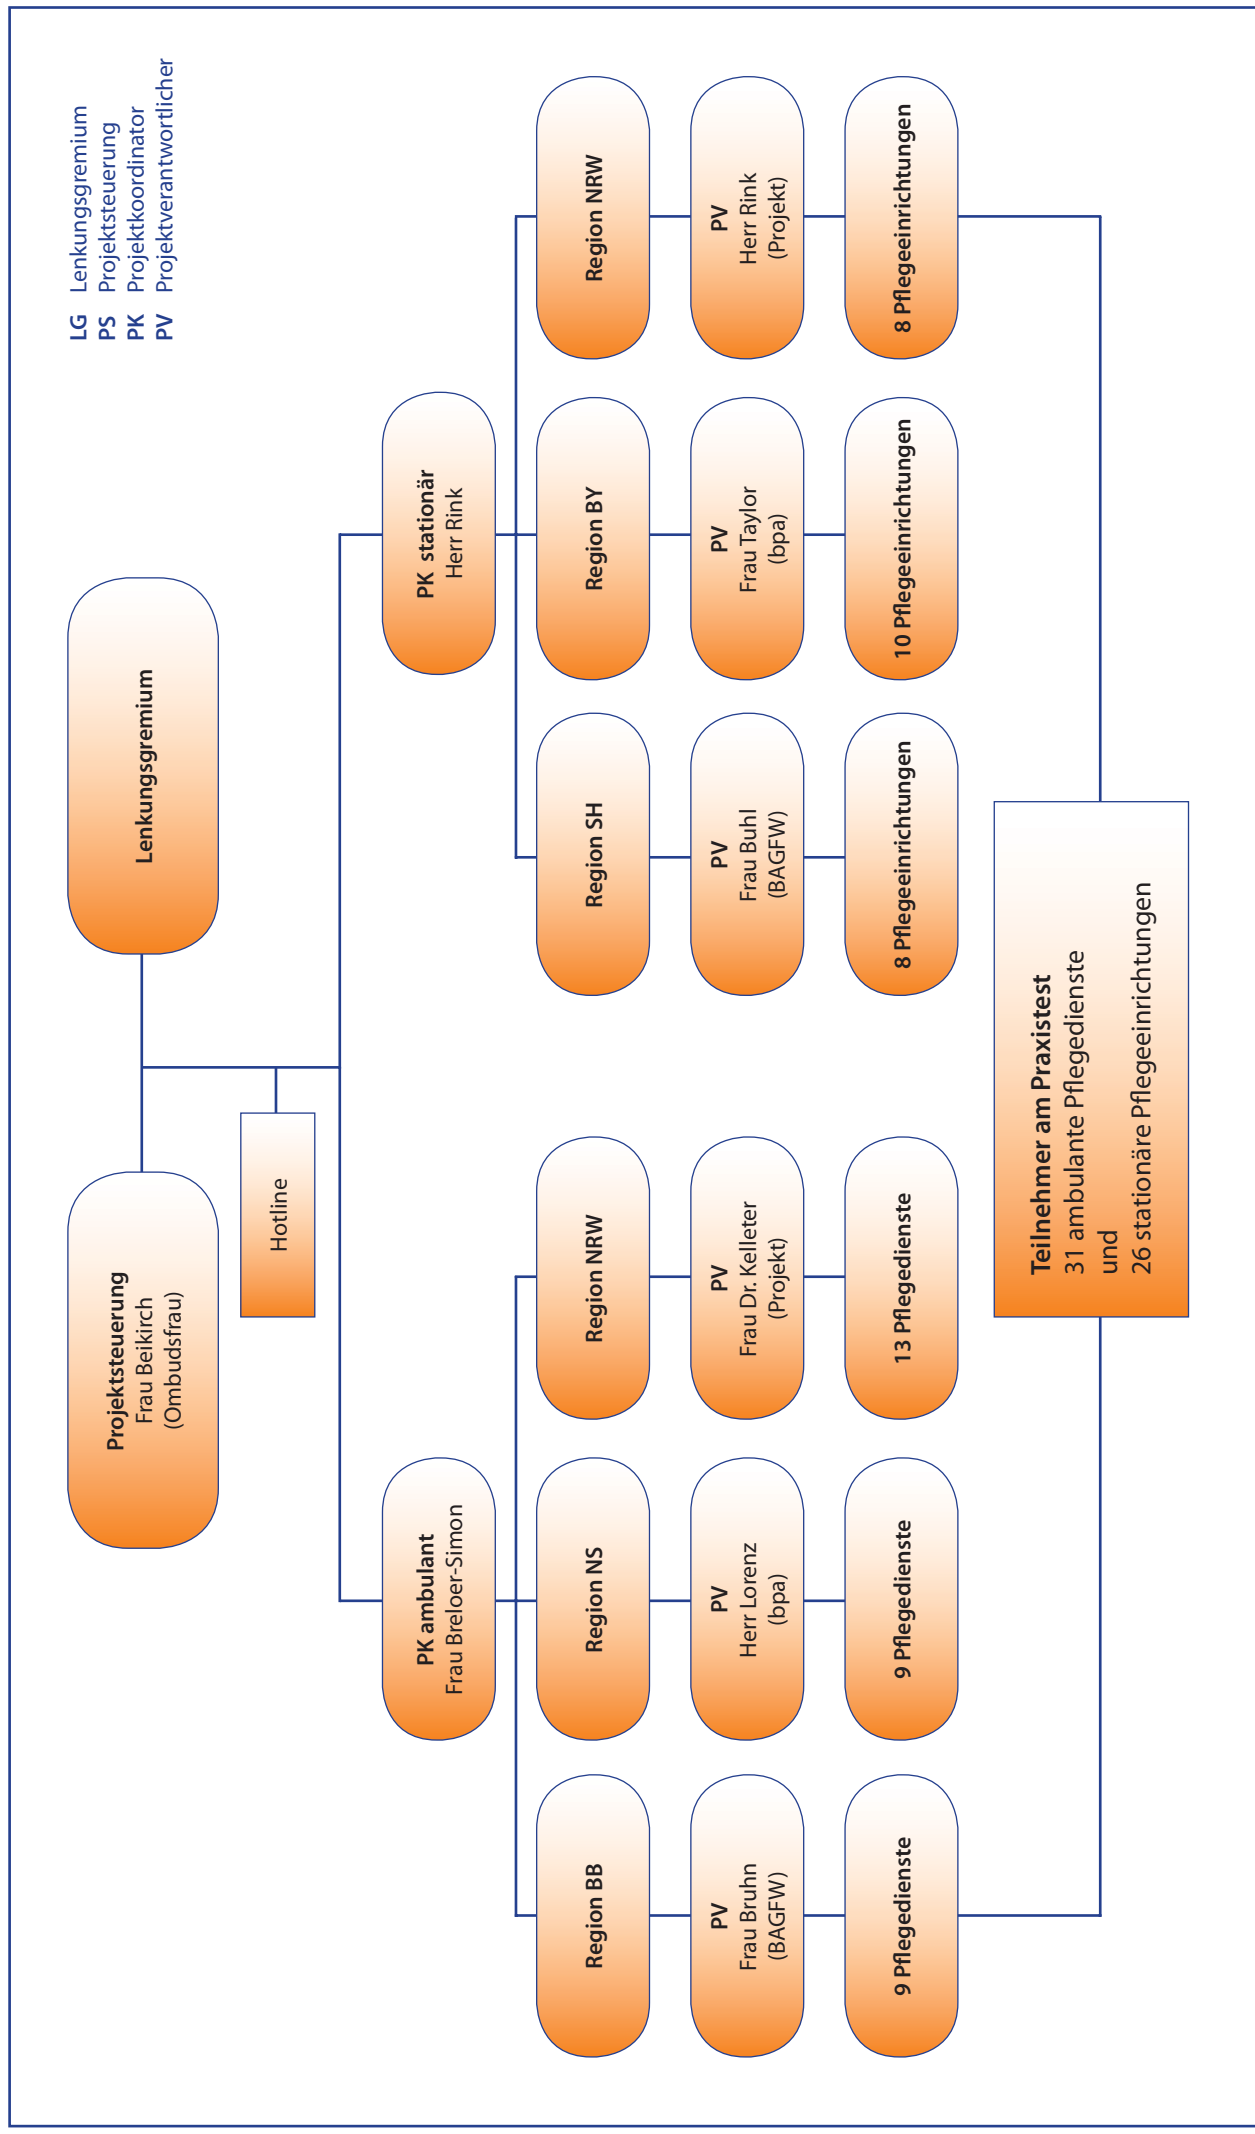 LG Lenkungsgremium
PS Projektsteuerung
PK Projektkoordinator
PV Projektverantwortlicher
Projektsteuerung
Frau Beikirch
(Ombudsfrau)
Lenkungsgremium
Hotline
PK ambulant
Frau Breloer-Simon
PK stationär
Herr Rink
Region BB
Region NS
Region NRW
Region SH
Region BY
Region NRW
PV
Frau Bruhn
(BAGFW)
PV
Herr Lorenz
(bpa)
PV
Frau Dr. Kelleter
(Projekt)
PV
Frau Buhl
(BAGFW)
PV
Frau Taylor
(bpa)
PV
Herr Rink
(Projekt)
9 Pflegedienste
9 Pflegedienste
13 Pflegedienste
8 Pflegeeinrichtungen
10 Pflegeeinrichtungen
8 Pflegeeinrichtungen
Teilnehmer am Praxistest
31 ambulante Pflegedienste
und
26 stationäre Pflegeeinrichtungen